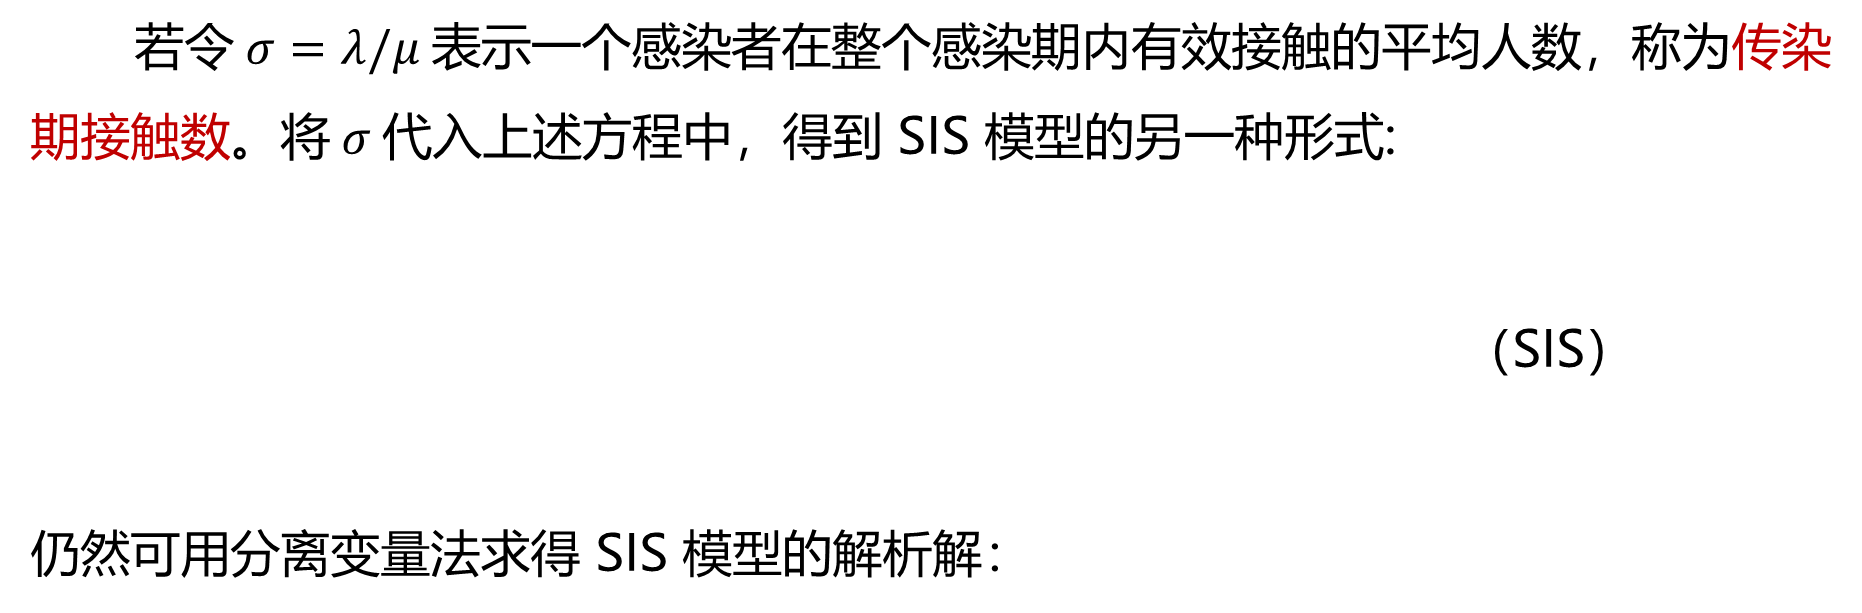 若令 σ = λ/μ 表示一个感染者在整个感染期内有效接触的平均人数，称为传染
期接触数。将 σ 代入上述方程中，得到 SIS 模型的另一种形式:
（SIS）
仍然可用分离变量法求得 SIS 模型的解析解：